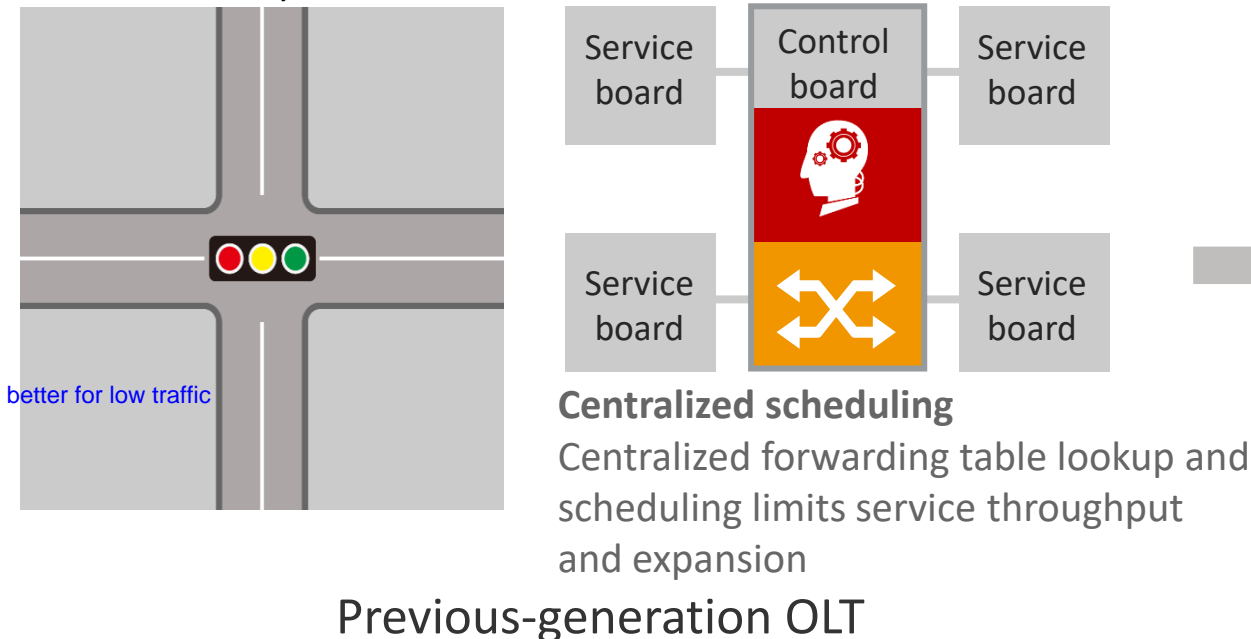 better for low traffic
Service
board
Control
board
Service
board
Service
board
Service
board
Centralized scheduling
Centralized forwarding table lookup and
scheduling limits service throughput
and expansion
Previous-generation OLT